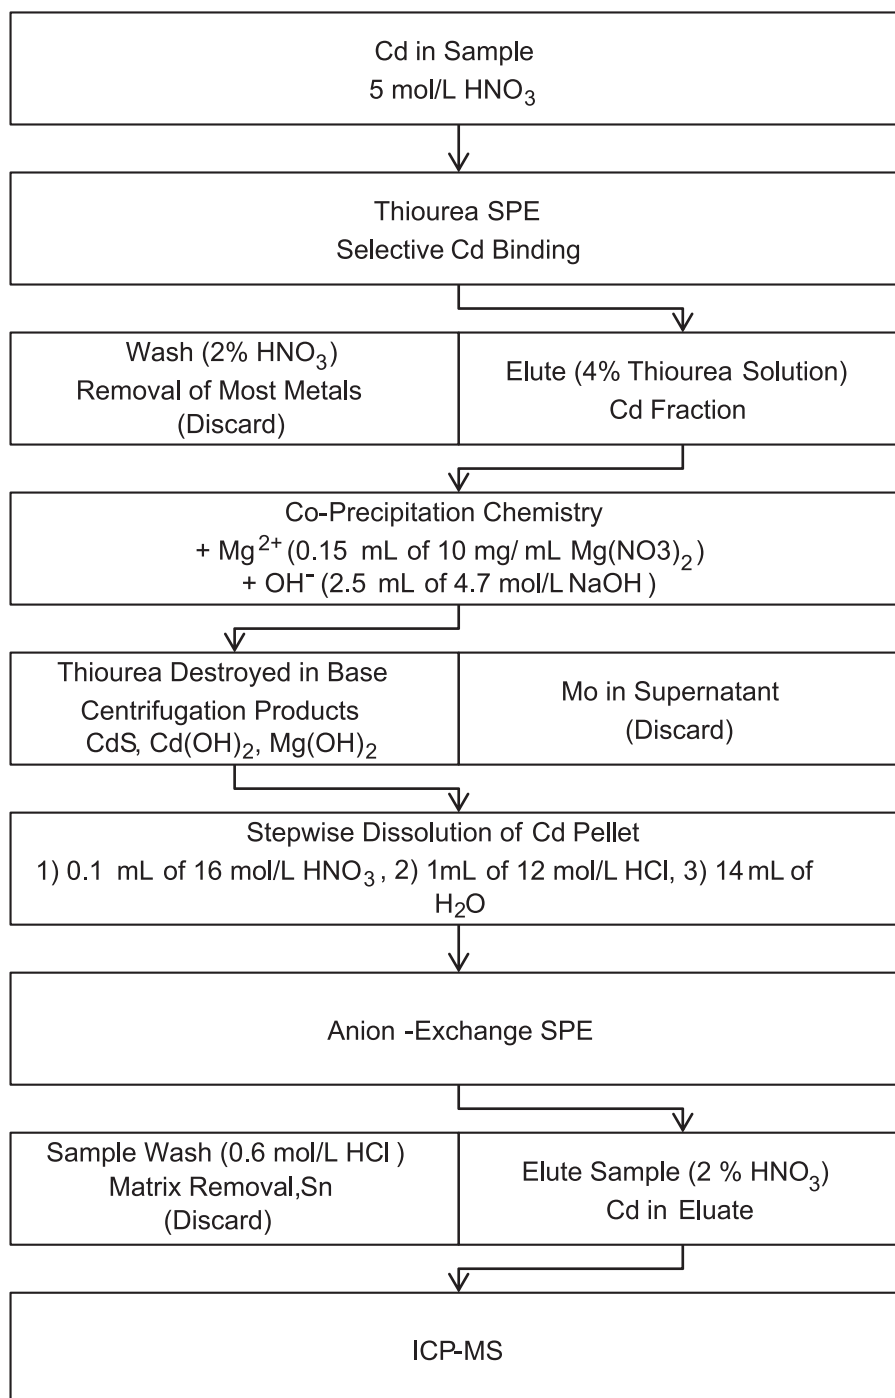 Cd in Sample
5 mol/L HNO₃
Thiourea SPE
Selective Cd Binding
Wash (2% HNO₃)
Removal of Most Metals
(Discard)
Elute (4% Thiourea Solution)
Cd Fraction
Co-Precipitation Chemistry
+ Mg²⁺ (0.15 mL of 10 mg/ mL Mg(NO3)₂)
+ OH⁻ (2.5 mL of 4.7 mol/L NaOH )
Thiourea Destroyed in Base
Centrifugation Products
CdS, Cd(OH)₂, Mg(OH)₂
Mo in Supernatant
(Discard)
Stepwise Dissolution of Cd Pellet
1) 0.1 mL of 16 mol/L HNO₃ , 2) 1mL of 12 mol/L HCl, 3) 14 mL of
H₂O
Anion -Exchange SPE
Sample Wash (0.6 mol/L HCl )
Matrix Removal,Sn
(Discard)
Elute Sample (2 % HNO₃)
Cd in Eluate
ICP-MS